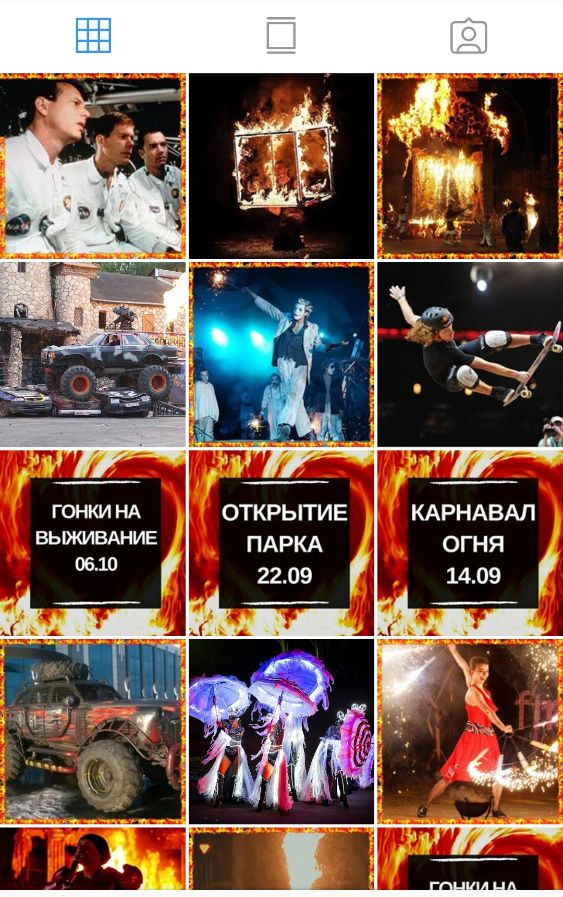 ГОНКИ НА
ВЫЖИВАНИЕ
06.10
ОТКРЫТИЕ
ПАРКА
22.09
КАРНАВАЛ
ОГНЯ
14.09
ГОНКИ НА